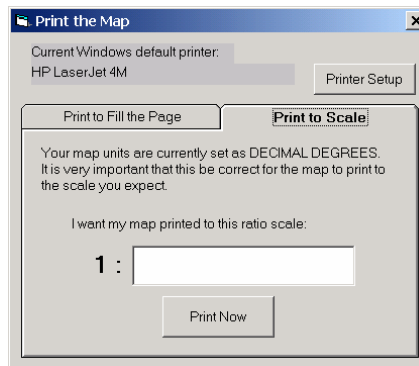 Print the Map
Current Windows default printer:
HP LaserJet 4M
Printer Setup
Print to Fill the Page
Print to Scale
Your map units are currently set as DECIMAL DEGREES.
It is very important that this be correct for the map to print to
the scale you expect.
I want my map printed to this ratio scale:
1 :
Print Now